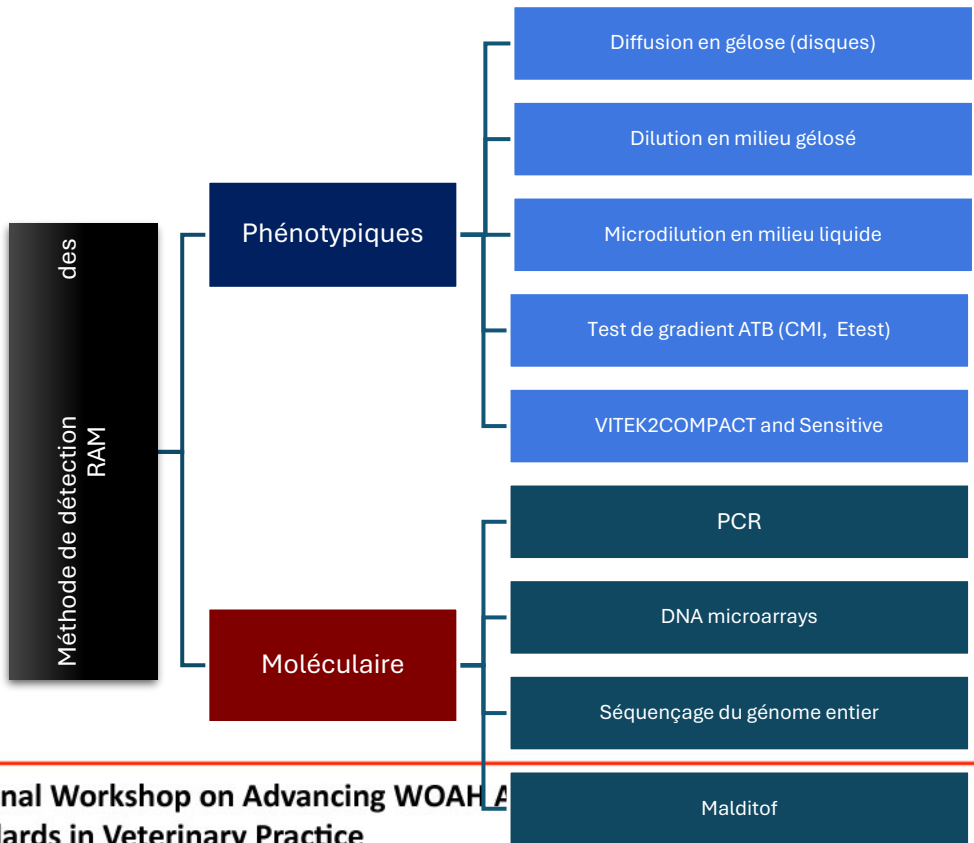 Méthode de détection des
RAM
Phénotypiques
Diffusion en gélose (disques)
Dilution en milieu gélosé
Microdilution en milieu liquide
Test de gradient ATB (CMI, Etest)
VITEK2COMPACT and Sensitive
Moléculaire
PCR
DNA microarrays
Séquençage du génome entier
Malditof
nal Workshop on Advancing WOAH A
dards in Veterinary Practice